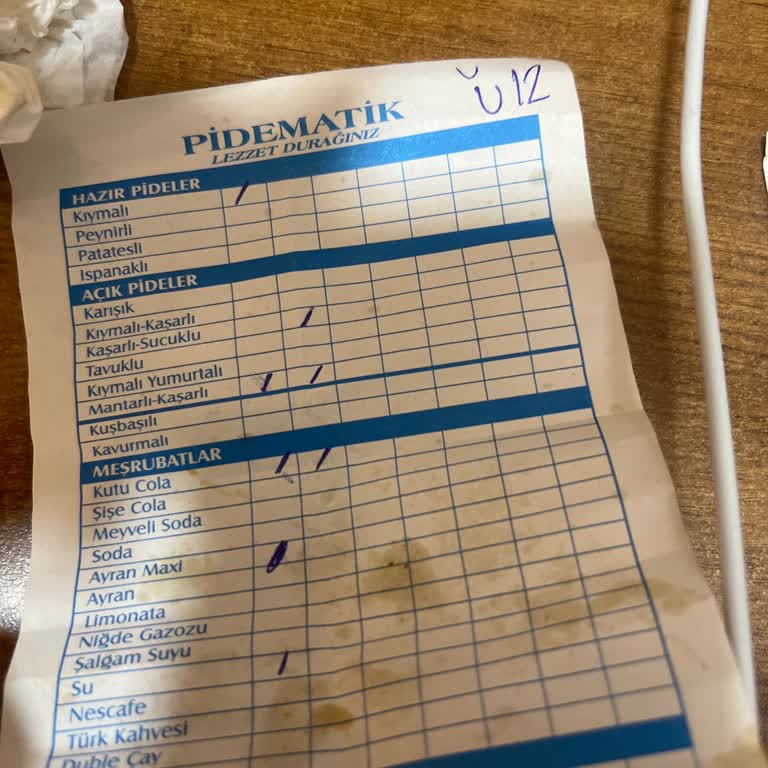 Ü 12
PİDEMATİK
LEZZET DURAĞINIZ
HAZIR PİDELER
Kıymalı
Peynirli
Patatesli
Ispanaklı
AÇIK PİDELER
Karışık
Kıymalı-Kaşarlı
Kaşarlı-Sucuklu
Tavuklu
Kıymalı Yumurtalı
Mantarlı-Kaşarlı
Kuşbaşılı
Kavurmalı
MEŞRUBATLAR
Kutu Cola
Şişe Cola
Meyveli Soda
Soda
Ayran Maxi
Ayran
Limonata
Niğde Gazozu
Şalgam Suyu
Su
Nescafe
Türk Kahvesi
Duble Çay